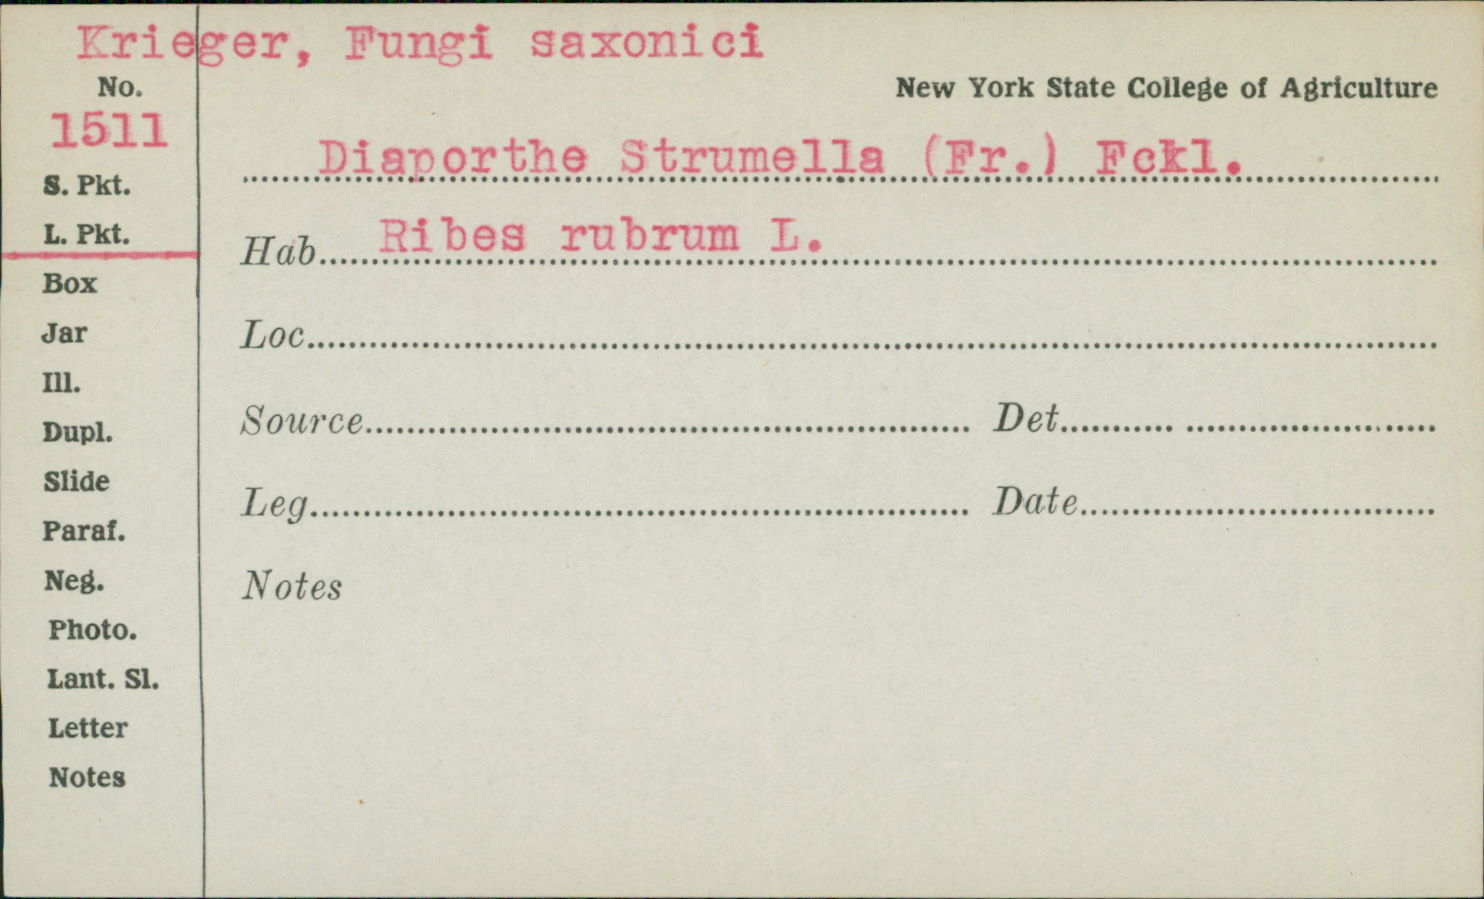 Krieger, Fungi saxonici
No.
New York State College of Agriculture
1511
Diaporthe Strumella (Fr.) Fckl.
S. Pkt.
L. Pkt.
Hab. Ribes rubrum L.
Box
Jar
Loc.
Ill.
Dupl.
Source Det.
Slide
Leg. Date
Paraf.
Neg.
Notes
Photo.
Lant. Sl.
Letter
Notes